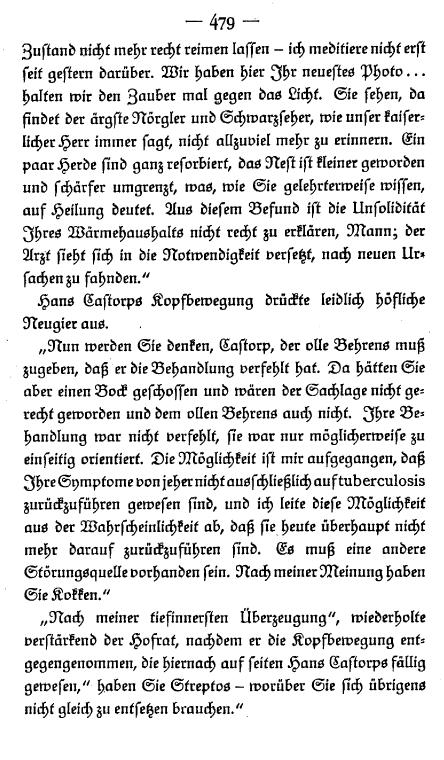 — 479 —
Zustand nicht mehr recht reimen lassen – ich meditiere nicht erst
seit gestern darüber. Wir haben hier Ihr neuestes Photo...
halten wir den Zauber mal gegen das Licht. Sie sehen, da
findet der ärgste Nörgler und Schwarzseher, wie unser kaiser-
licher Herr immer sagt, nicht allzuviel mehr zu erinnern. Ein
paar Herde sind ganz resorbiert, das Nest ist kleiner geworden
und schärfer umgrenzt, was, wie Sie gelehrterweise wissen,
auf Heilung deutet. Aus diesem Befund ist die Unsolidität
Ihres Wärmehaushalts nicht recht zu erklären, Mann; der
Arzt sieht sich in die Notwendigkeit versetzt, nach neuen Ur-
sachen zu fahnden.“
Hans Castorps Kopfbewegung drückte leidlich höfliche
Neugier aus.
„Nun werden Sie denken, Castorp, der olle Behrens muß
zugeben, daß er die Behandlung verfehlt hat. Da hätten Sie
aber einen Bock geschossen und wären der Sachlage nicht ge-
recht geworden und dem ollen Behrens auch nicht. Ihre Be-
handlung war nicht verfehlt, sie war nur möglicherweise zu
einseitig orientiert. Die Möglichkeit ist mir aufgegangen, daß
Ihre Symptome von jeher nicht ausschließlich auf tuberculosis
zurückzuführen gewesen sind, und ich leite diese Möglichkeit
aus der Wahrscheinlichkeit ab, daß sie heute überhaupt nicht
mehr darauf zurückzuführen sind. Es muß eine andere
Störungsquelle vorhanden sein. Nach meiner Meinung haben
Sie Kokken.“
„Nach meiner tiefinnersten Überzeugung“, wiederholte
verstärkend der Hofrat, nachdem er die Kopfbewegung ent-
gegengenommen, die hiernach auf seiten Hans Castorps fällig
gewesen,“ haben Sie Streptos – worüber Sie sich übrigens
nicht gleich zu entsetzen brauchen.“